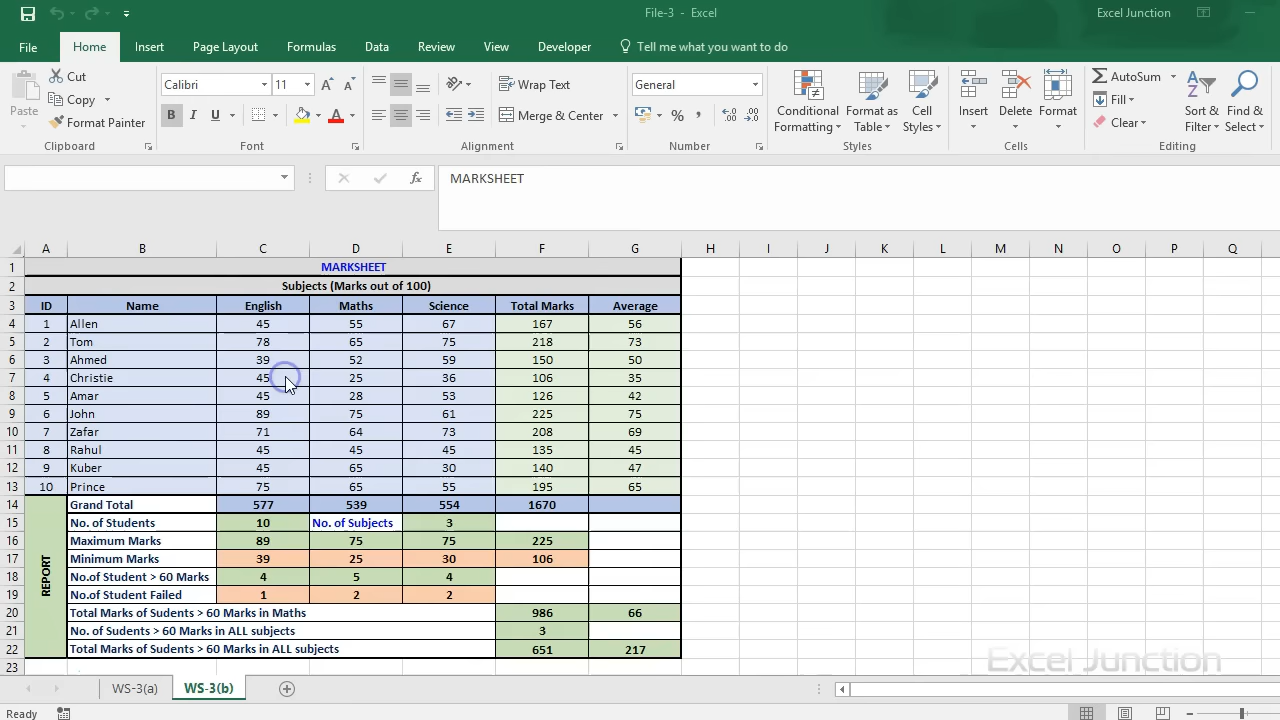 File-3 - Excel
Excel Junction
File Home Insert Page Layout Formulas Data Review View Developer Tell me what you want to do
Paste
Cut
Copy
Format Painter
Clipboard
Calibri 11
B I U
Font
Wrap Text
Merge & Center
Alignment
General
Number
Conditional Formatting
Format as Table
Cell Styles
Styles
Insert Delete Format
Cells
AutoSum
Fill
Clear
Sort & Filter
Find & Select
Editing
fx MARKSHEET
A B C D E F G H I J K L M N O P Q
1 MARKSHEET
2 Subjects (Marks out of 100)
3 ID Name English Maths Science Total Marks Average
4 1 Allen 45 55 67 167 56
5 2 Tom 78 65 75 218 73
6 3 Ahmed 39 52 59 150 50
7 4 Christie 45 25 36 106 35
8 5 Amar 45 28 53 126 42
9 6 John 89 75 61 225 75
10 7 Zafar 71 64 73 208 69
11 8 Rahul 45 45 45 135 45
12 9 Kuber 45 65 30 140 47
13 10 Prince 75 65 55 195 65
14 Grand Total 577 539 554 1670
15 No. of Students 10 No. of Subjects 3
16 Maximum Marks 89 75 75 225
17 Minimum Marks 39 25 30 106
18 No.of Student > 60 Marks 4 5 4
19 No.of Student Failed 1 2 2
20 Total Marks of Sudents > 60 Marks in Maths 986 66
21 No. of Sudents > 60 Marks in ALL subjects 3
22 Total Marks of Sudents > 60 Marks in ALL subjects 651 217
23
REPORT
Excel Junction
WS-3(a) WS-3(b)
Ready